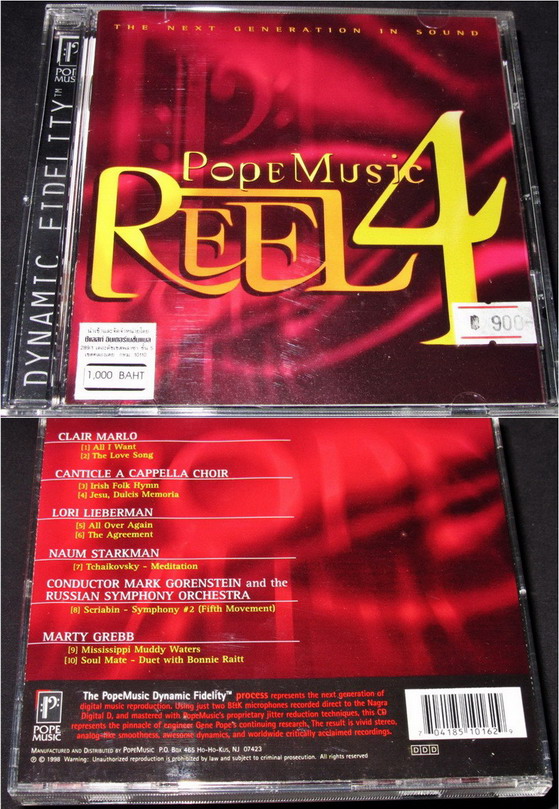 THE NEXT GENERATION IN SOUND
POPE
MUSIC
DYNAMIC FIDELITY™
PopeMusic
REEL4
฿ 900-
1,000 BAHT
CLAIR MARLO
[1] All I Want
[2] The Love Song
CANTICLE A CAPPELLA CHOIR
[3] Irish Folk Hymn
[4] Jesu, Dulcis Memoria
LORI LIEBERMAN
[5] All Over Again
[6] The Agreement
NAUM STARKMAN
[7] Tchaikovsky - Meditation
CONDUCTOR MARK GORENSTEIN and the
RUSSIAN SYMPHONY ORCHESTRA
[8] Scriabin - Symphony #2 (Fifth Movement)
MARTY GREBB
[9] Mississippi Muddy Waters
[10] Soul Mate - Duet with Bonnie Raitt
The PopeMusic Dynamic Fidelity™ process represents the next generation of
digital music reproduction. Using just two B&K microphones recorded direct to the Nagra
Digital D, and mastered with PopeMusic's proprietary jitter reduction techniques, this CD
represents the pinnacle of engineer Gene Pope's continuing research. The result is vivid stereo,
analog-like smoothness, awesome dynamics, and worldwide critically acclaimed recordings.
POPE
MUSIC
7 04185 10162 9
MANUFACTURED AND DISTRIBUTED BY POPEMUSIC P.O. BOX 465 HO-HO-KUS, NJ 07423
DDD
℗ © 1998 Warning: Unauthorized reproduction is prohibited by law and subject to criminal prosecution. All rights reserved